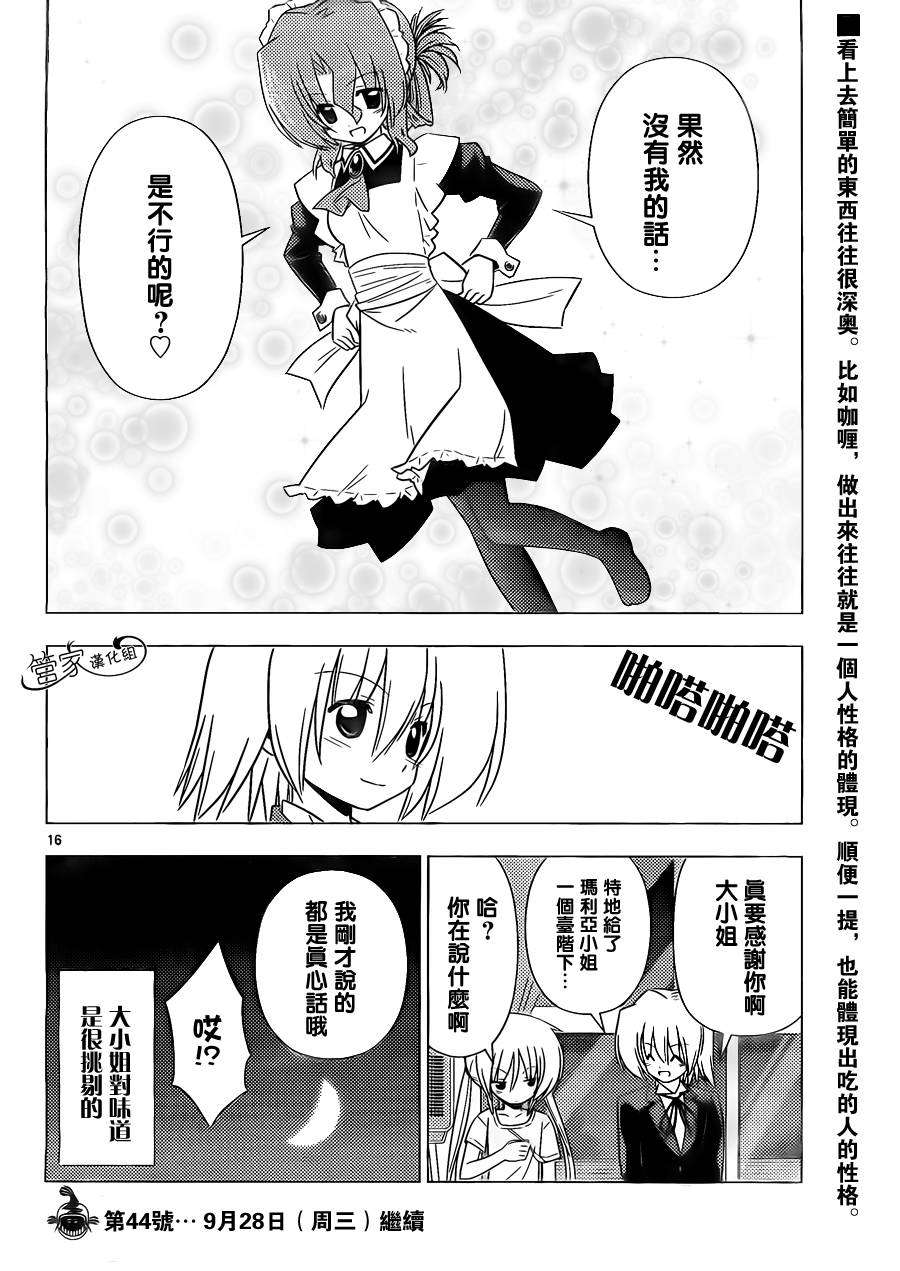 ■看上去簡單的東西往往很深奧。比如咖喱，做出來往往就是一個人性格的體現。順便一提，也能體現出吃的人的性格。
果然
沒有我的話…
是不行的呢？♡
啪嗒啪嗒
管家
漢化組
16
真要感謝你啊
大小姐
特地給了
瑪利亞小姐
一個臺階下…
哈？
你在說什麼啊
我剛才說的
都是真心話哦
哎!?
大小姐對味道
是很挑剔的
第44號…9月28日（周三）繼續